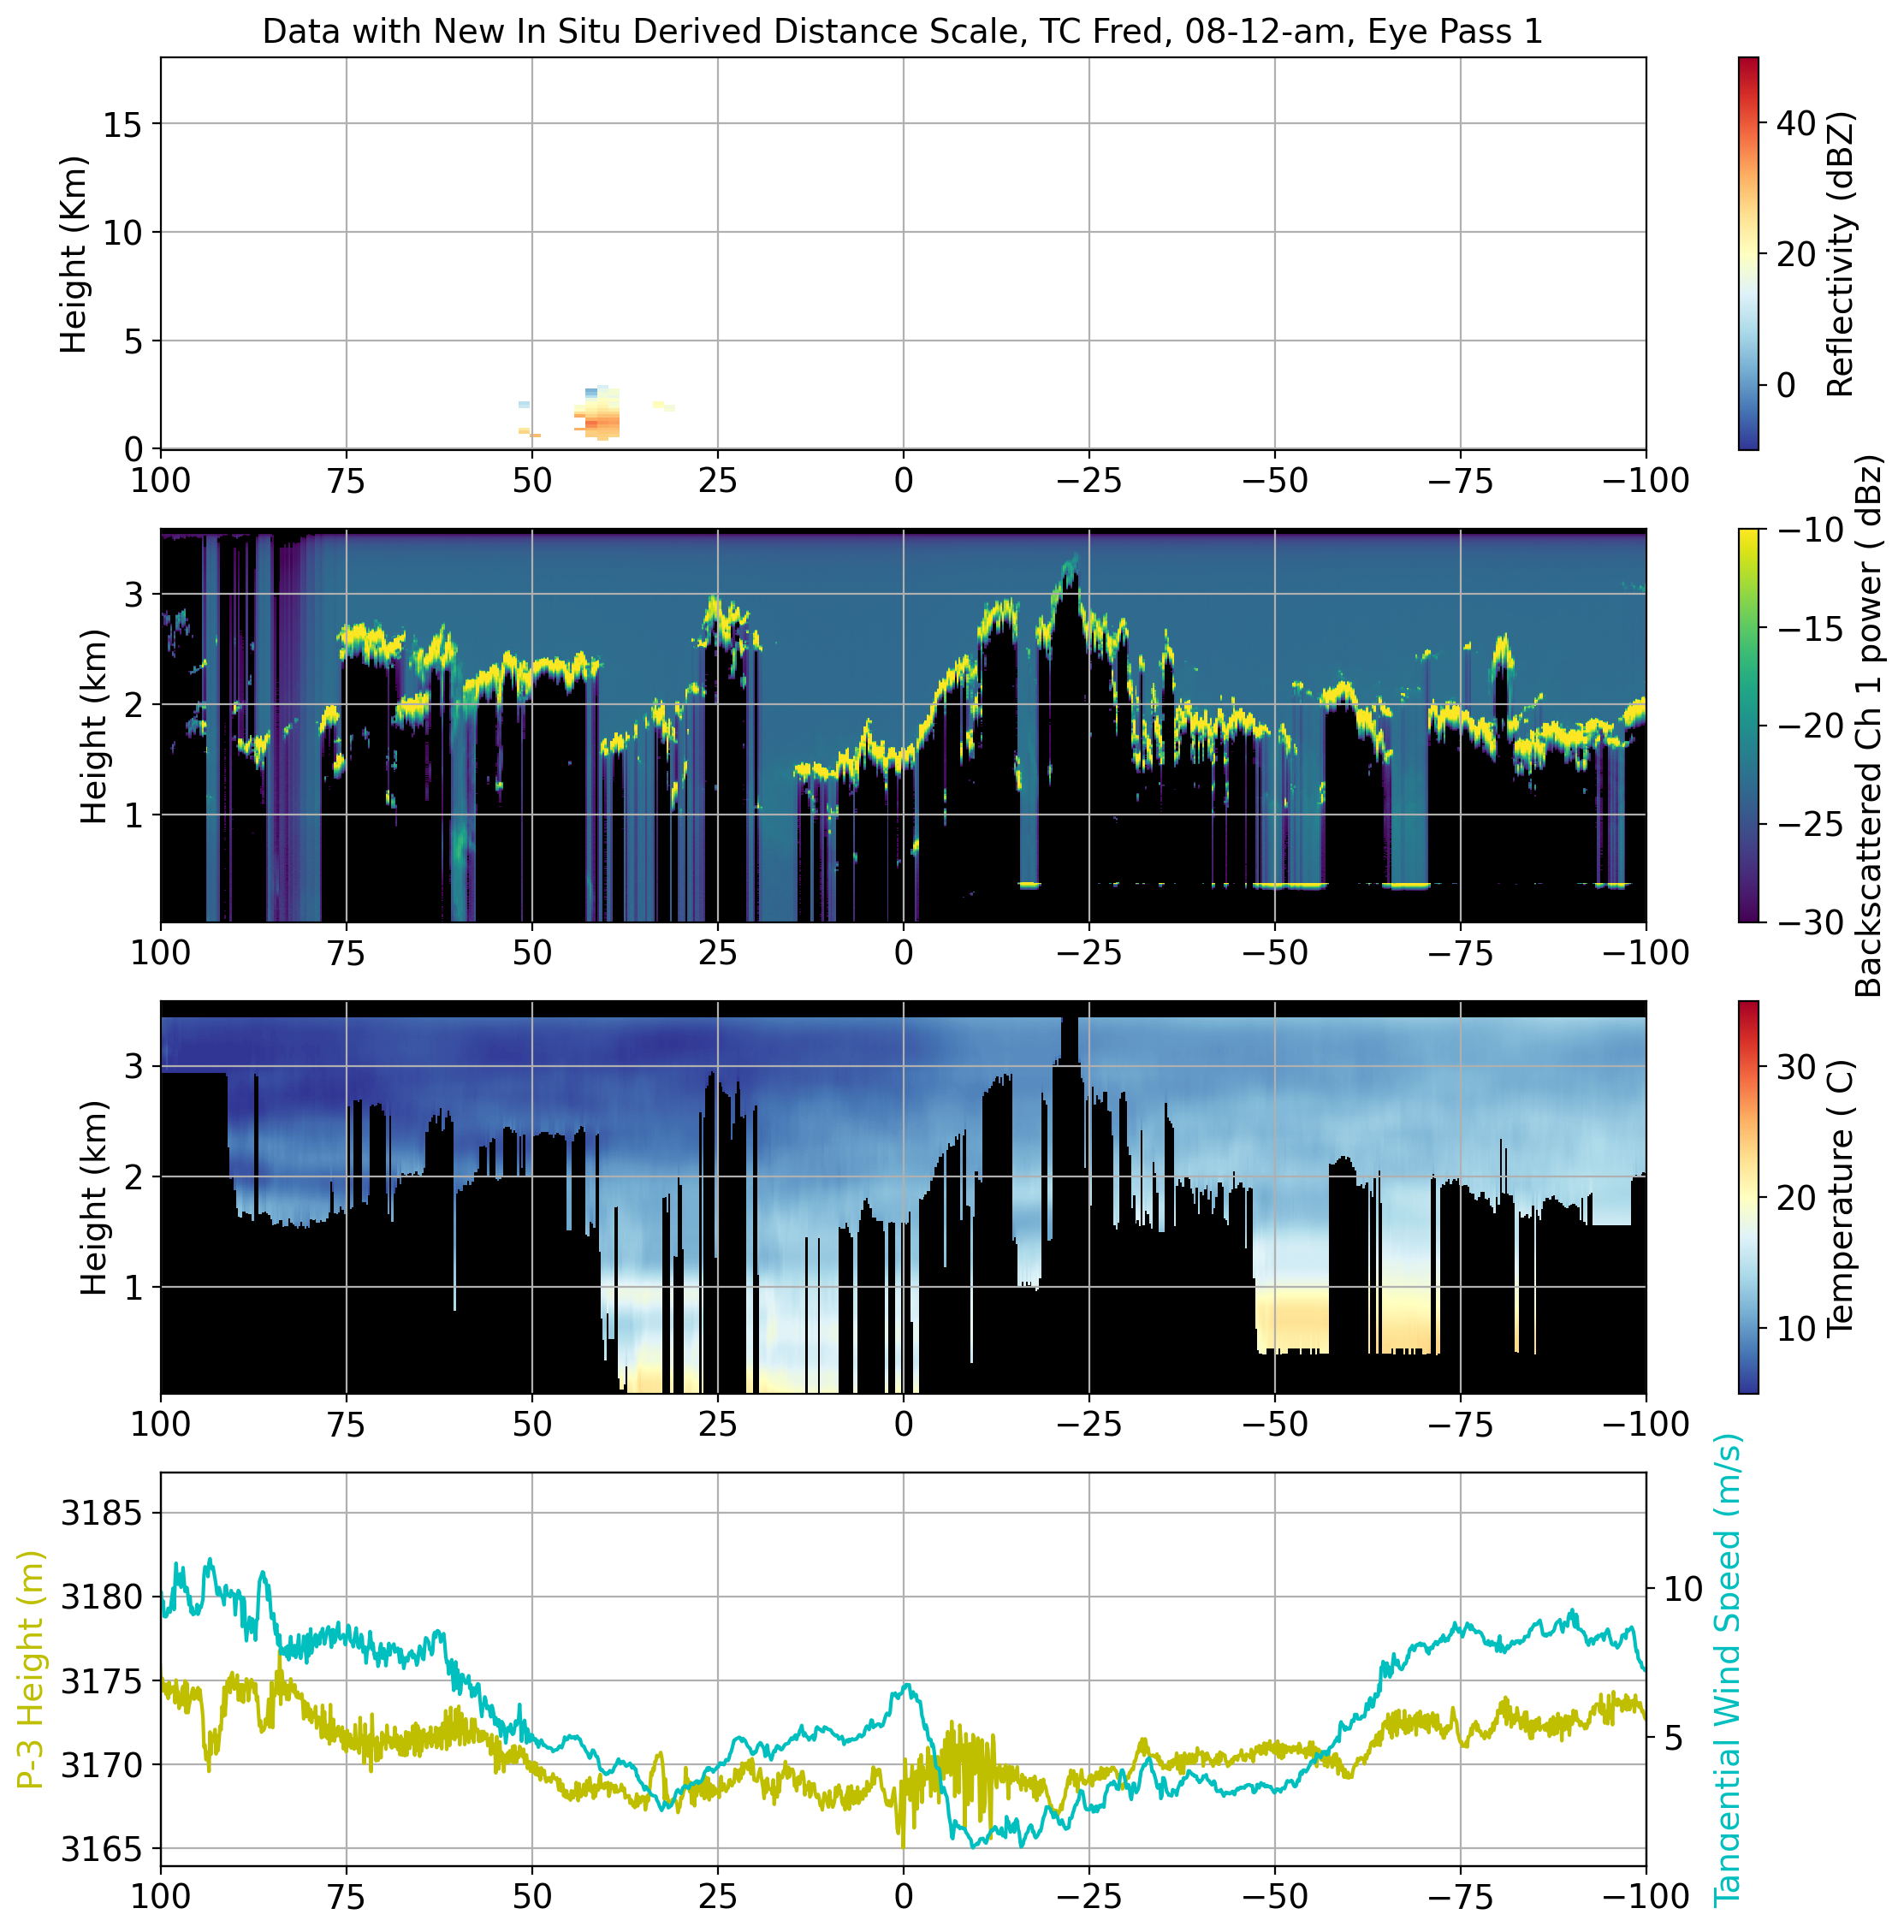 Data with New In Situ Derived Distance Scale, TC Fred, 08-12-am, Eye Pass 1
Height (Km)
15
10
5
0
100 75 50 25 0 −25 −50 −75 −100
40
20
0
Reflectivity (dBZ)
Height (km)
3
2
1
100 75 50 25 0 −25 −50 −75 −100
−10
−15
−20
−25
−30
Backscattered Ch 1 power ( dBz)
Height (km)
3
2
1
100 75 50 25 0 −25 −50 −75 −100
30
20
10
Temperature ( C)
P-3 Height (m)
3185
3180
3175
3170
3165
100 75 50 25 0 −25 −50 −75 −100
10
5
Tangential Wind Speed (m/s)